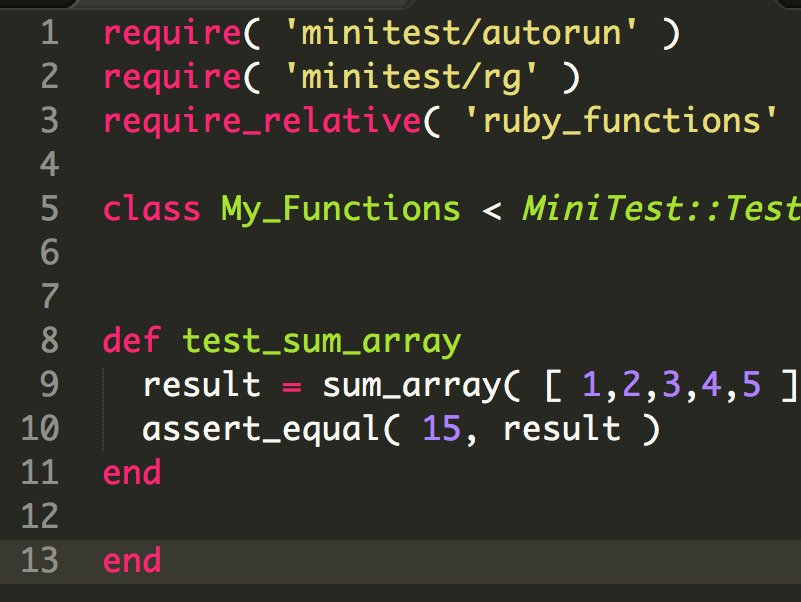 1 require( 'minitest/autorun' )
2 require( 'minitest/rg' )
3 require_relative( 'ruby_functions'
4
5 class My_Functions < MiniTest::Test
6
7
8 def test_sum_array
9 result = sum_array( [ 1,2,3,4,5 ]
10 assert_equal( 15, result )
11 end
12
13 end